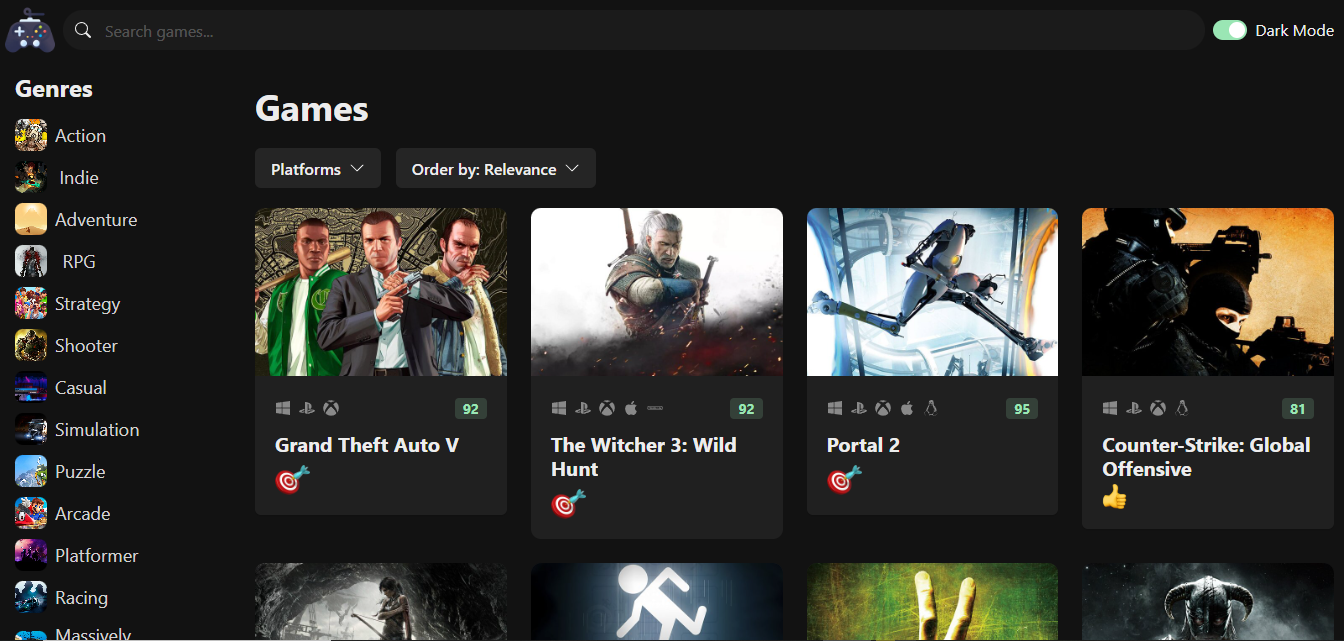 Search games...
Dark Mode
Genres
Action
Indie
Adventure
RPG
Strategy
Shooter
Casual
Simulation
Puzzle
Arcade
Platformer
Racing
Massively
Games
Platforms
Order by: Relevance
92
Grand Theft Auto V
92
The Witcher 3: Wild
Hunt
95
Portal 2
81
Counter-Strike: Global
Offensive